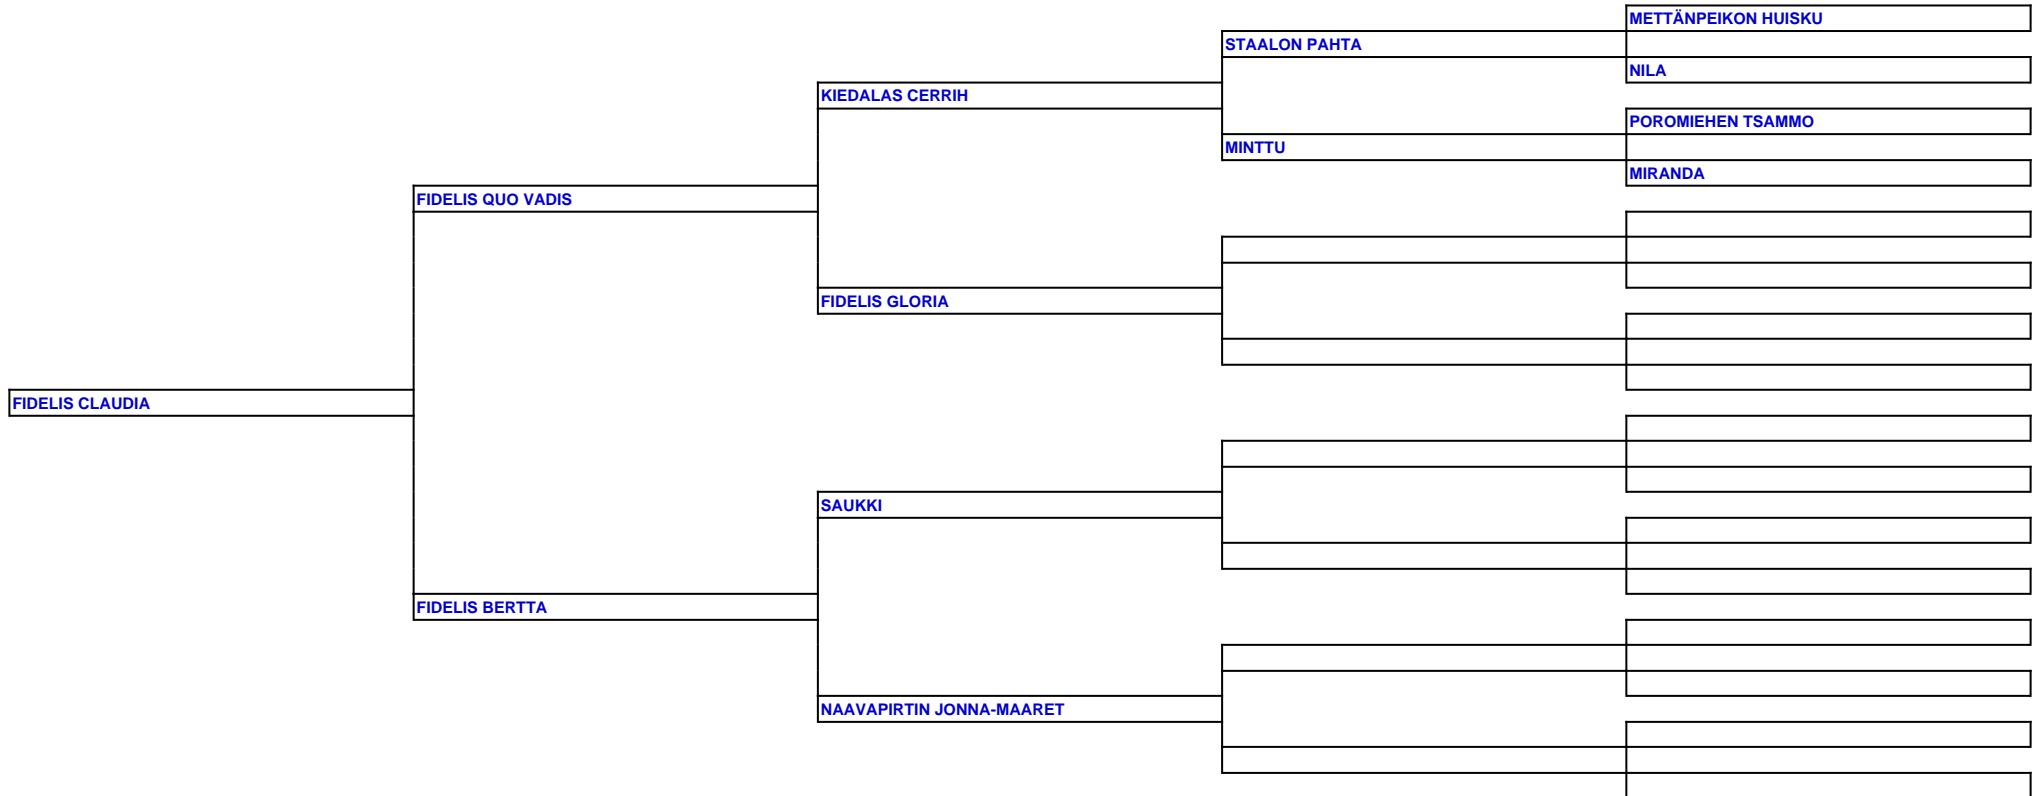 METTÄNPEIKON HUISKU
STAALON PAHTA
NILA
KIEDALAS CERRIH
POROMIEHEN TSAMMO
MINTTU
MIRANDA
FIDELIS QUO VADIS
FIDELIS GLORIA
FIDELIS CLAUDIA
SAUKKI
FIDELIS BERTTA
NAAVAPIRTIN JONNA-MAARET